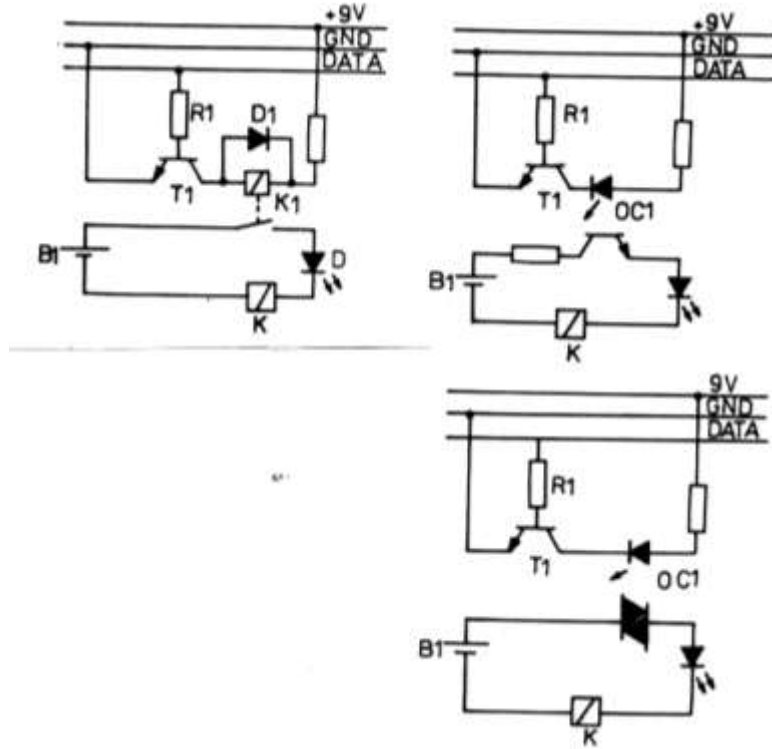 +9V
GND
DATA
R1
D1
T1
K1
B1
D
K
+9V
GND
DATA
R1
T1
OC1
B1
K
9V
GND
DATA
R1
T1
OC1
B1
K